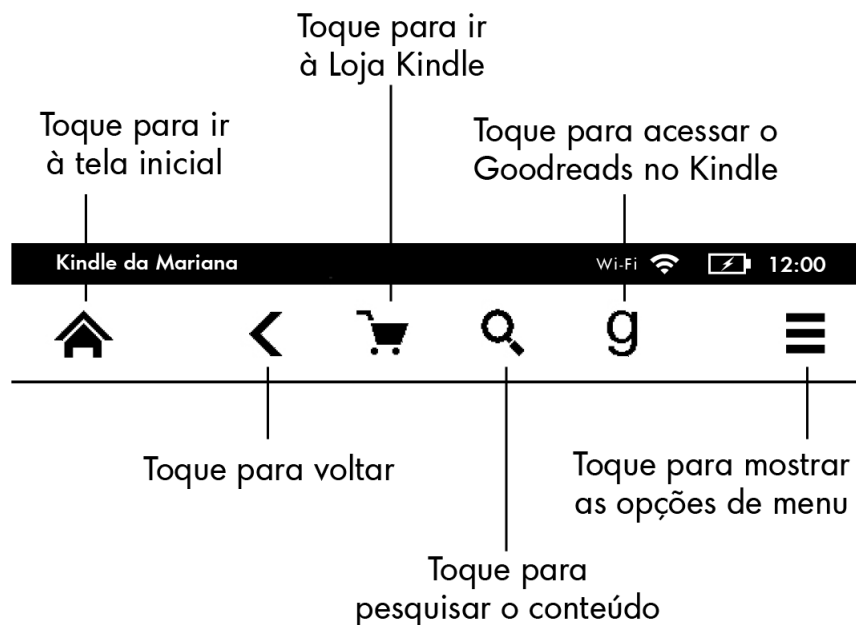 Toque para ir
à Loja Kindle
Toque para ir
à tela inicial
Toque para acessar o
Goodreads no Kindle
Kindle da Mariana
Wi-Fi
12:00
g
Toque para voltar
Toque para mostrar
as opções de menu
Toque para
pesquisar o conteúdo